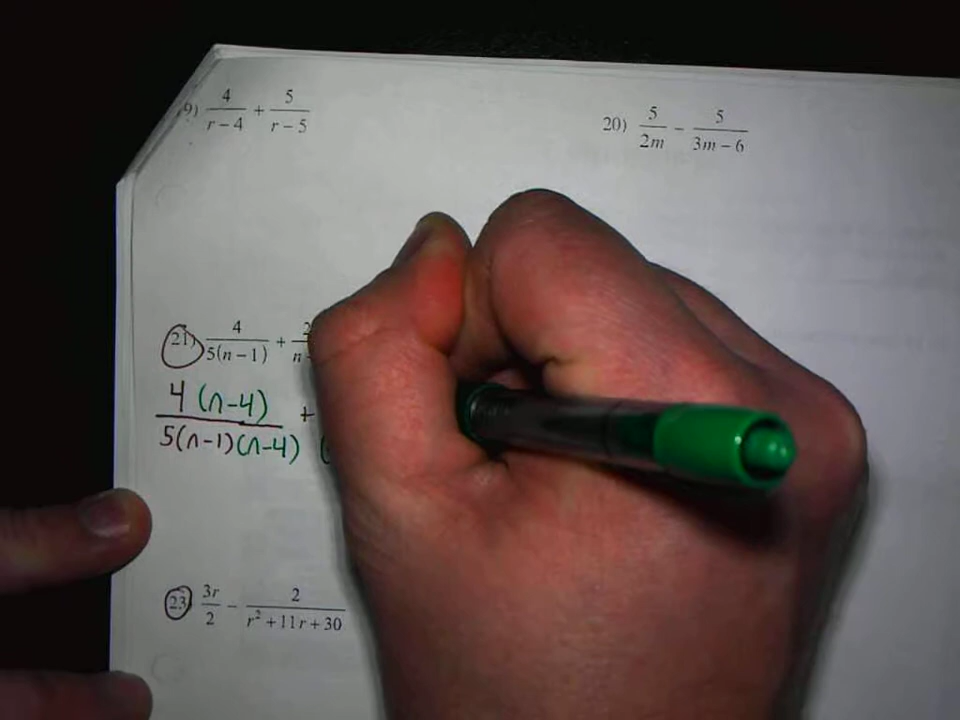 9) 4/(r − 4) + 5/(r − 5)
20) 5/(2m) − 5/(3m − 6)
21) 4/(5(n − 1)) + 2/n
4(n-4)/(5(n-1)(n-4)) + (
23 3r/2 − 2/(r² + 11r + 30)